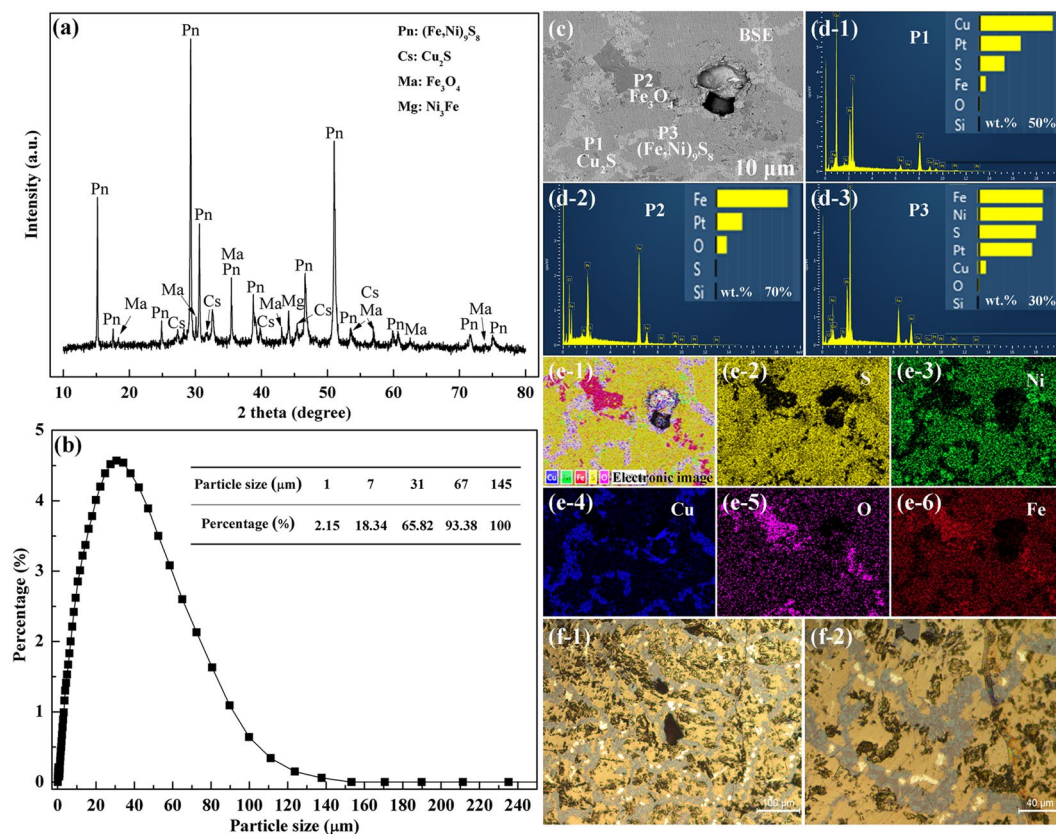 (a)
Pn: (Fe,Ni)₉S₈
Cs: Cu₂S
Ma: Fe₃O₄
Mg: Ni₃Fe
Pn
Pn
Pn
Pn
Ma
Pn
Pn
Pn
Ma
Pn
Ma
Pn
Cs
Cs
Cs
Ma
Mg
Cs
Cs
Ma
Pn
Pn
Ma
Pn
Ma
Pn
Intensity (a.u.)
10 20 30 40 50 60 70 80
2 theta (degree)
(b)
5
4
3
2
1
0
Particle size (μm) 1 7 31 67 145
Percentage (%) 2.15 18.34 65.82 93.38 100
Percentage (%)
0 20 40 60 80 100 120 140 160 180 200 220 240
Particle size (μm)
(c)
BSE
P2
Fe₃O₄
P1
Cu₂S
P3
(Fe,Ni)₉S₈
10 μm
(d-1)
P1
Cu
Pt
S
Fe
O
Si
wt.% 50%
(d-2)
P2
Fe
Pt
O
S
Si
wt.% 70%
(d-3)
P3
Fe
Ni
S
Pt
Cu
O
Si
wt.% 30%
(e-1)
Cu Fe S O Electronic image
(e-2)
S
(e-3)
Ni
(e-4)
Cu
(e-5)
O
(e-6)
Fe
(f-1)
100 μm
(f-2)
40 μm